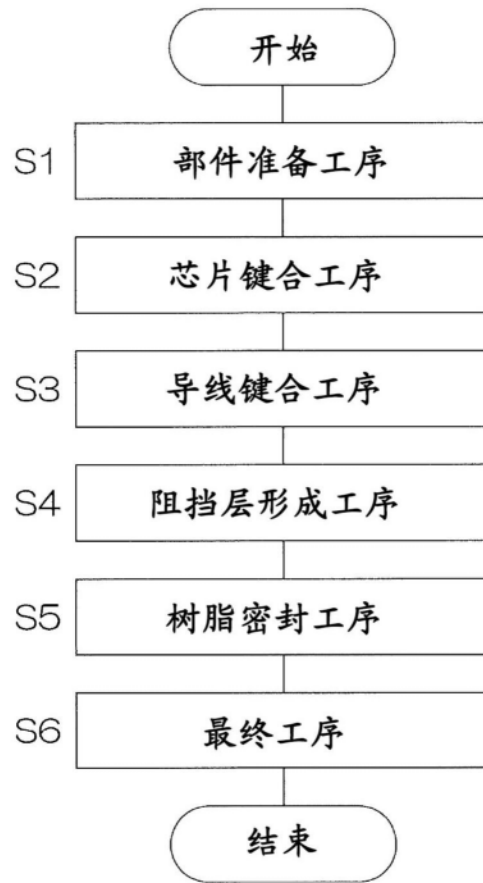 开始
S1 部件准备工序
S2 芯片键合工序
S3 导线键合工序
S4 阻挡层形成工序
S5 树脂密封工序
S6 最终工序
结束